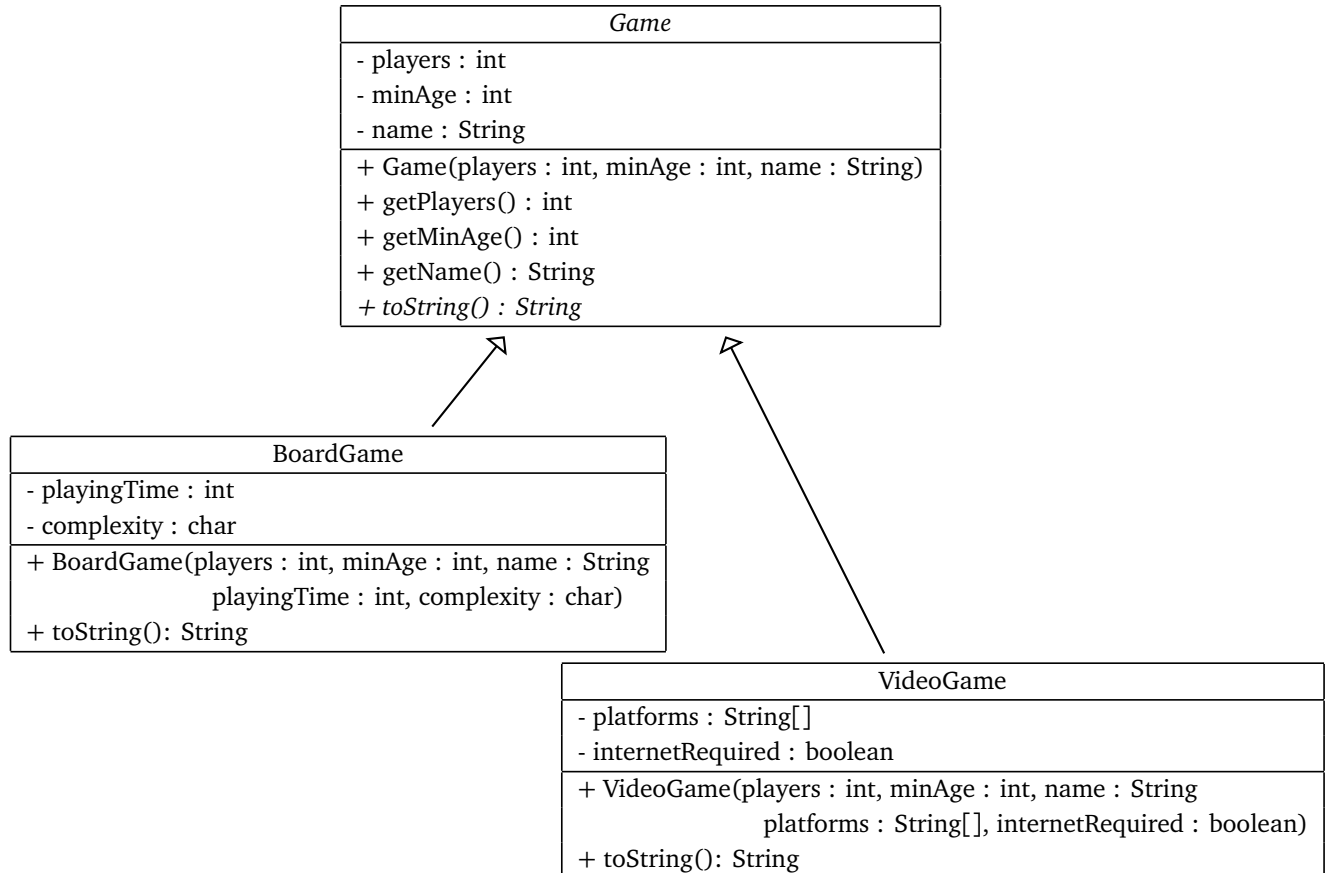 Game
- players : int
- minAge : int
- name : String
+ Game(players : int, minAge : int, name : String)
+ getPlayers() : int
+ getMinAge() : int
+ getName() : String
+ toString() : String
BoardGame
- playingTime : int
- complexity : char
+ BoardGame(players : int, minAge : int, name : String
playingTime : int, complexity : char)
+ toString(): String
VideoGame
- platforms : String[]
- internetRequired : boolean
+ VideoGame(players : int, minAge : int, name : String
platforms : String[], internetRequired : boolean)
+ toString(): String